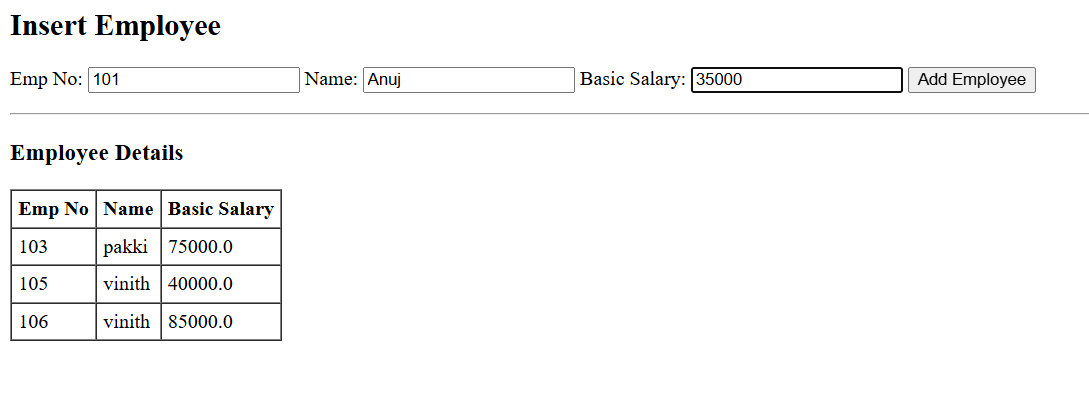 Insert Employee
Emp No: 101 Name: Anuj Basic Salary: 35000 Add Employee
Employee Details
Emp No Name Basic Salary
103 pakki 75000.0
105 vinith 40000.0
106 vinith 85000.0